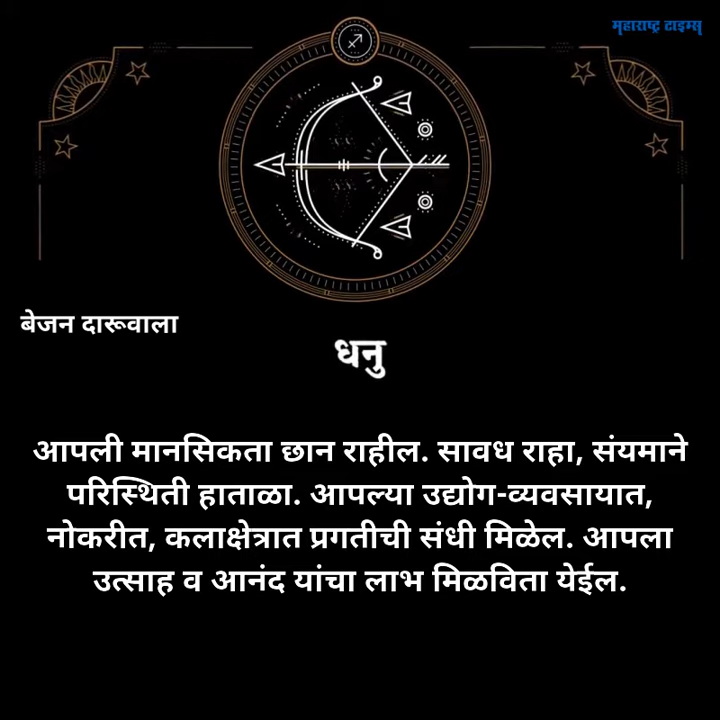 महाराष्ट्र टाइम्स
बेजन दारूवाला
धनु
आपली मानसिकता छान राहील. सावध राहा, संयमाने
परिस्थिती हाताळा. आपल्या उद्योग-व्यवसायात,
नोकरीत, कलाक्षेत्रात प्रगतीची संधी मिळेल. आपला
उत्साह व आनंद यांचा लाभ मिळविता येईल.